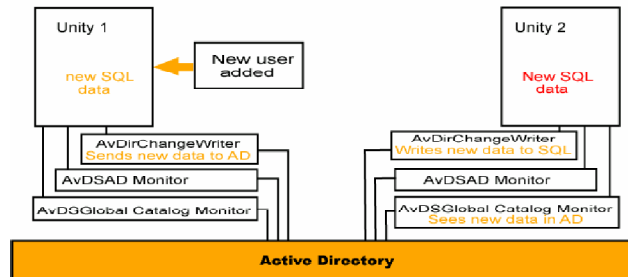 Unity 1
new SQL
data
New user
added
Unity 2
New SQL
data
AvDirChangeWriter
Sends new data to AD
AvDSAD Monitor
AvDSGlobal Catalog Monitor
AvDirChangeWriter
Writes new data to SQL
AvDSAD Monitor
AvDSGlobal Catalog Monitor
Sees new data in AD
Active Directory